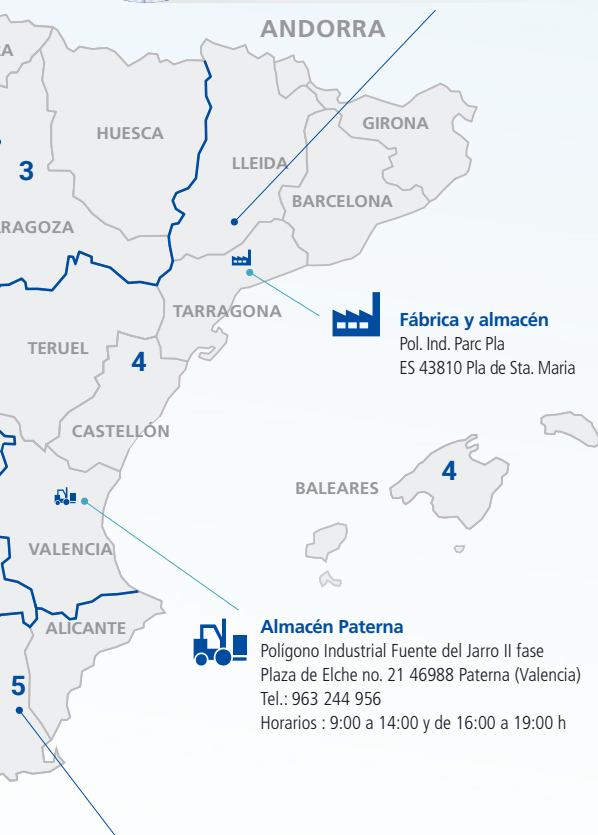 ANDORRA
RA
HUESCA
GIRONA
LLEIDA
3
BARCELONA
RAGOZA
TARRAGONA
Fábrica y almacén
Pol. Ind. Parc Pla
ES 43810 Pla de Sta. Maria
TERUEL
4
CASTELLÓN
4
BALEARES
VALENCIA
ALICANTE
Almacén Paterna
Polígono Industrial Fuente del Jarro II fase
Plaza de Elche no. 21 46988 Paterna (Valencia)
Tel.: 963 244 956
Horarios : 9:00 a 14:00 y de 16:00 a 19:00 h
5